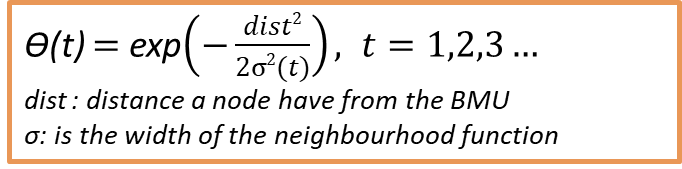 Ɵ(t) = exp(−dist²/2σ²(t)), t = 1,2,3 …
dist : distance a node have from the BMU
σ: is the width of the neighbourhood function